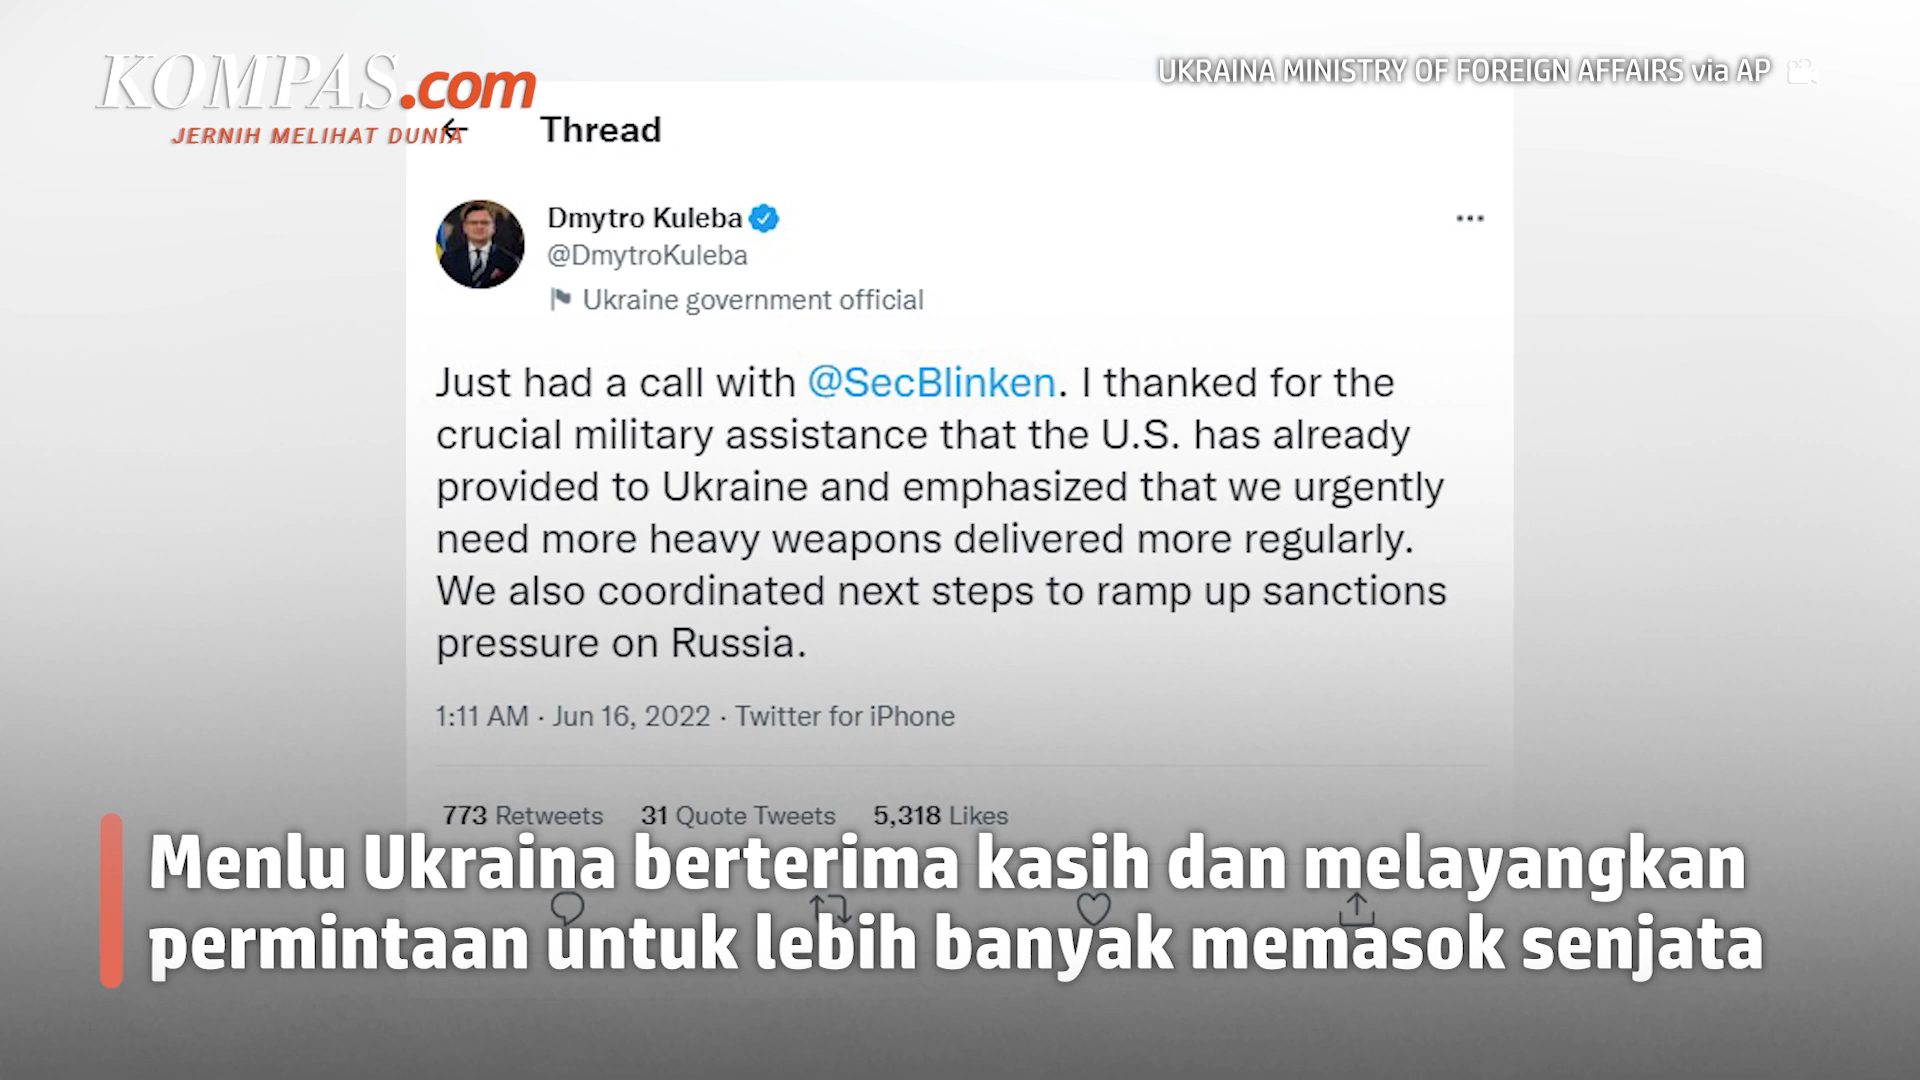 KOMPAS.com
JERNIH MELIHAT DUNIA
UKRAINA MINISTRY OF FOREIGN AFFAIRS via AP
Thread
Dmytro Kuleba
@DmytroKuleba
Ukraine government official
Just had a call with @SecBlinken. I thanked for the
crucial military assistance that the U.S. has already
provided to Ukraine and emphasized that we urgently
need more heavy weapons delivered more regularly.
We also coordinated next steps to ramp up sanctions
pressure on Russia.
1:11 AM · Jun 16, 2022 · Twitter for iPhone
773 Retweets 31 Quote Tweets 5,318 Likes
Menlu Ukraina berterima kasih dan melayangkan
permintaan untuk lebih banyak memasok senjata